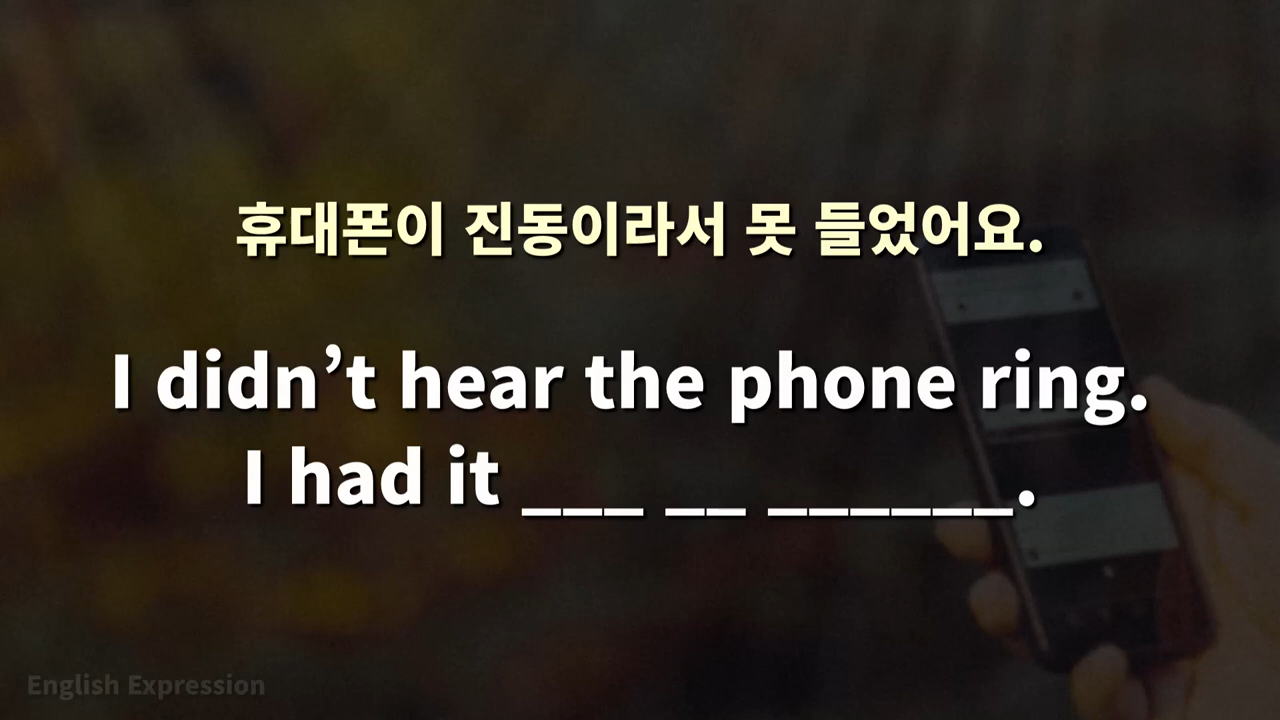 휴대폰이 진동이라서 못 들었어요.
I didn’t hear the phone ring.
I had it ___ __ ______.
English Expression